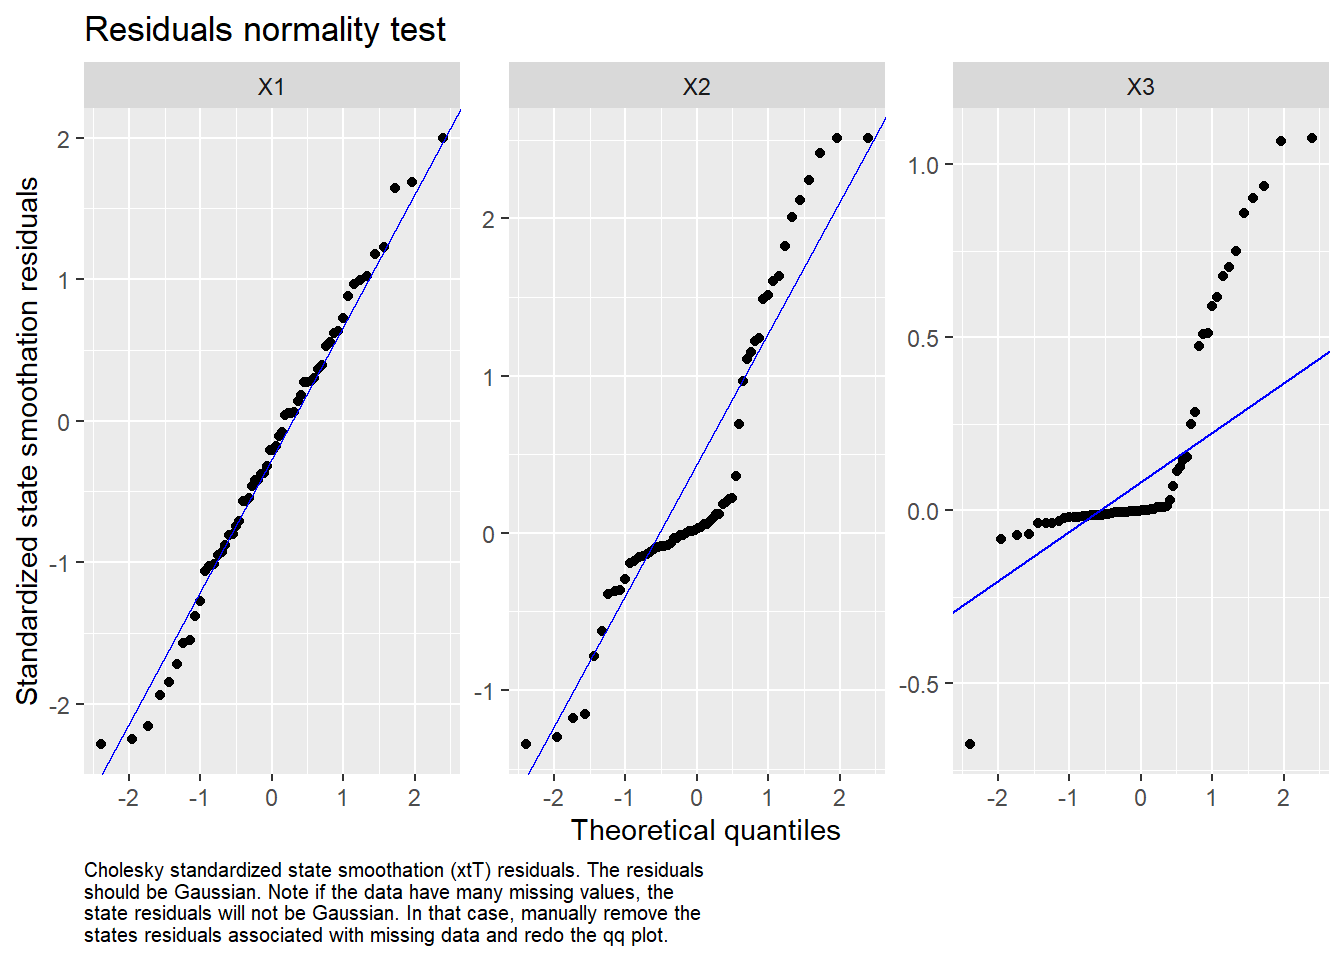 Residuals normality test
X1
X2
X3
Standardized state smoothation residuals
2
1
0
-1
-2
2
1
0
-1
1.0
0.5
0.0
-0.5
-2 -1 0 1 2
-2 -1 0 1 2
-2 -1 0 1 2
Theoretical quantiles
Cholesky standardized state smoothation (xtT) residuals. The residuals
should be Gaussian. Note if the data have many missing values, the
state residuals will not be Gaussian. In that case, manually remove the
states residuals associated with missing data and redo the qq plot.